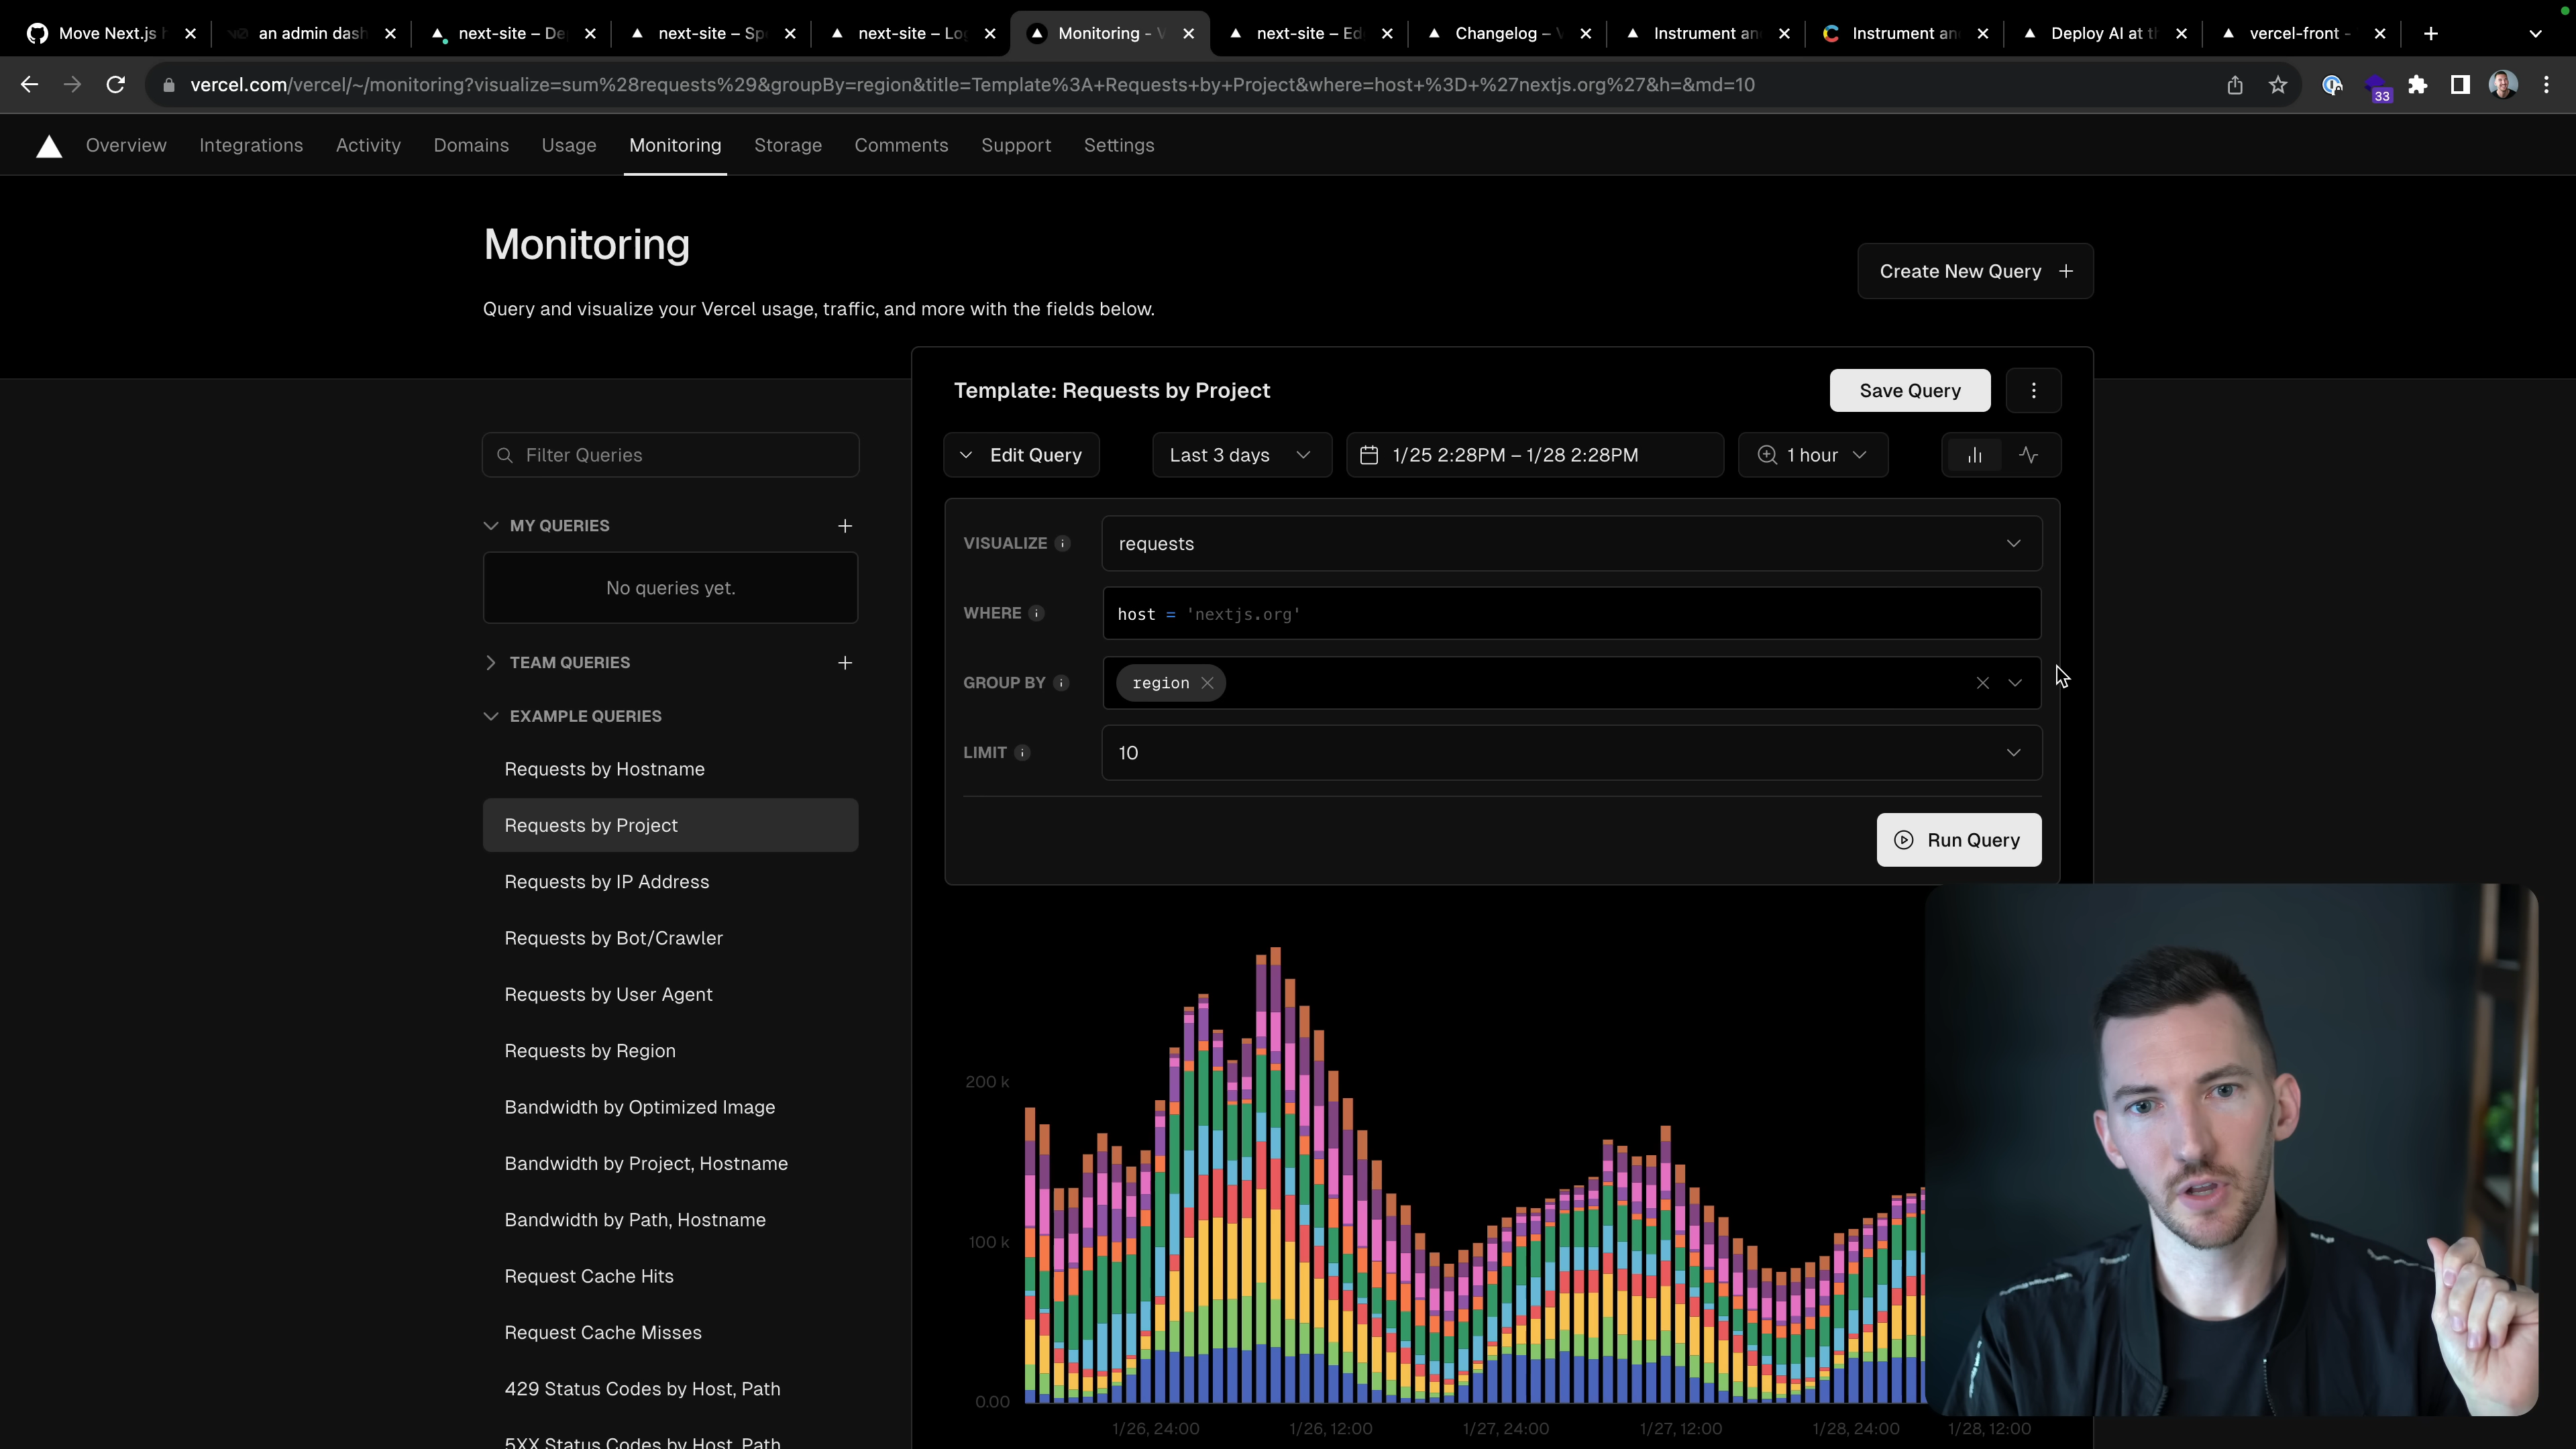 Move Next.js h
an admin dash
next-site – De
next-site – Sp
next-site – Log
Monitoring - V
next-site – Ed
Changelog – V
Instrument an
Instrument an
Deploy AI at th
vercel-front -
vercel.com/vercel/~/monitoring?visualize=sum%28requests%29&groupBy=region&title=Template%3A+Requests+by+Project&where=host+%3D+%27nextjs.org%27&h=&md=10
33
Overview Integrations Activity Domains Usage Monitoring Storage Comments Support Settings
Monitoring
Create New Query
Query and visualize your Vercel usage, traffic, and more with the fields below.
Template: Requests by Project
Save Query
Filter Queries
Edit Query
Last 3 days
1/25 2:28PM – 1/28 2:28PM
1 hour
MY QUERIES
No queries yet.
TEAM QUERIES
EXAMPLE QUERIES
Requests by Hostname
Requests by Project
Requests by IP Address
Requests by Bot/Crawler
Requests by User Agent
Requests by Region
Bandwidth by Optimized Image
Bandwidth by Project, Hostname
Bandwidth by Path, Hostname
Request Cache Hits
Request Cache Misses
429 Status Codes by Host, Path
5XX Status Codes by Host, Path
VISUALIZE
requests
WHERE
host = 'nextjs.org'
GROUP BY
region
LIMIT
10
Run Query
200 k
100 k
0.00
1/26, 24:00 1/26, 12:00 1/27, 24:00 1/27, 12:00 1/28, 24:00 1/28, 12:00